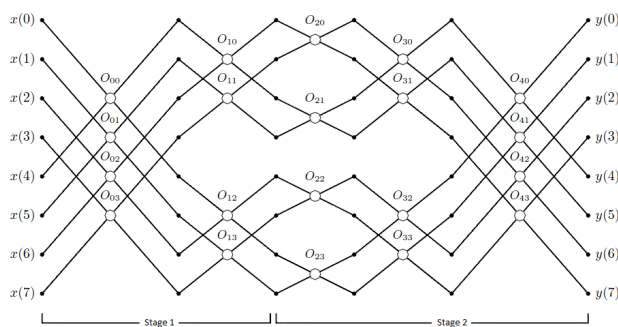 x(0) O₂₀ y(0)
O₁₀ O₃₀
x(1) y(1)
O₀₀ O₁₁ O₃₁ O₄₀
x(2) O₂₁ y(2)
O₀₁ O₄₁
x(3) y(3)
O₀₂ O₄₂
x(4) O₂₂ y(4)
O₀₃ O₁₂ O₃₂ O₄₃
x(5) y(5)
O₁₃ O₃₃
x(6) O₂₃ y(6)
x(7) y(7)
Stage 1 Stage 2